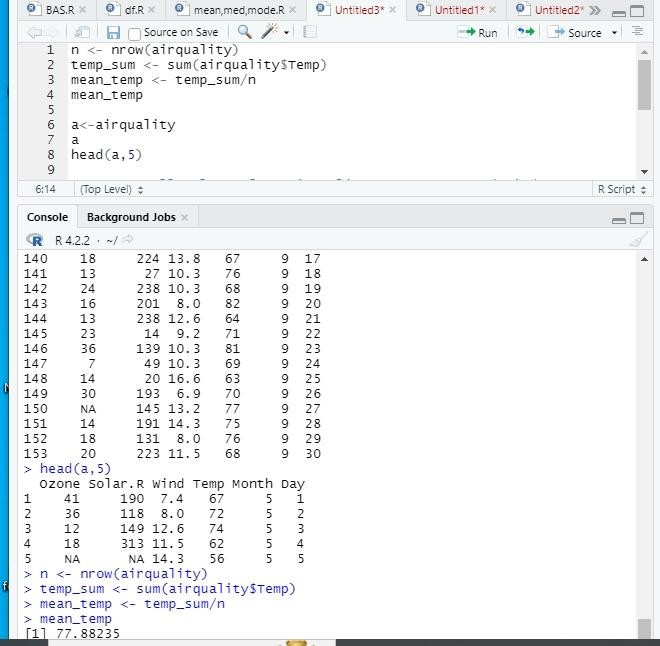 BAS.R × df.R × mean,med,mode.R × Untitled3* × Untitled1* × Untitled2* »
Source on Save Run Source
1 n <- nrow(airquality)
2 temp_sum <- sum(airquality$Temp)
3 mean_temp <- temp_sum/n
4 mean_temp
5
6 a<-airquality
7 a
8 head(a,5)
9
6:14 (Top Level) R Script
Console Background Jobs ×
R 4.2.2 · ~/
140 18 224 13.8 67 9 17
141 13 27 10.3 76 9 18
142 24 238 10.3 68 9 19
143 16 201 8.0 82 9 20
144 13 238 12.6 64 9 21
145 23 14 9.2 71 9 22
146 36 139 10.3 81 9 23
147 7 49 10.3 69 9 24
148 14 20 16.6 63 9 25
149 30 193 6.9 70 9 26
150 NA 145 13.2 77 9 27
151 14 191 14.3 75 9 28
152 18 131 8.0 76 9 29
153 20 223 11.5 68 9 30
> head(a,5)
Ozone Solar.R Wind Temp Month Day
1 41 190 7.4 67 5 1
2 36 118 8.0 72 5 2
3 12 149 12.6 74 5 3
4 18 313 11.5 62 5 4
5 NA NA 14.3 56 5 5
> n <- nrow(airquality)
> temp_sum <- sum(airquality$Temp)
> mean_temp <- temp_sum/n
> mean_temp
[1] 77.88235